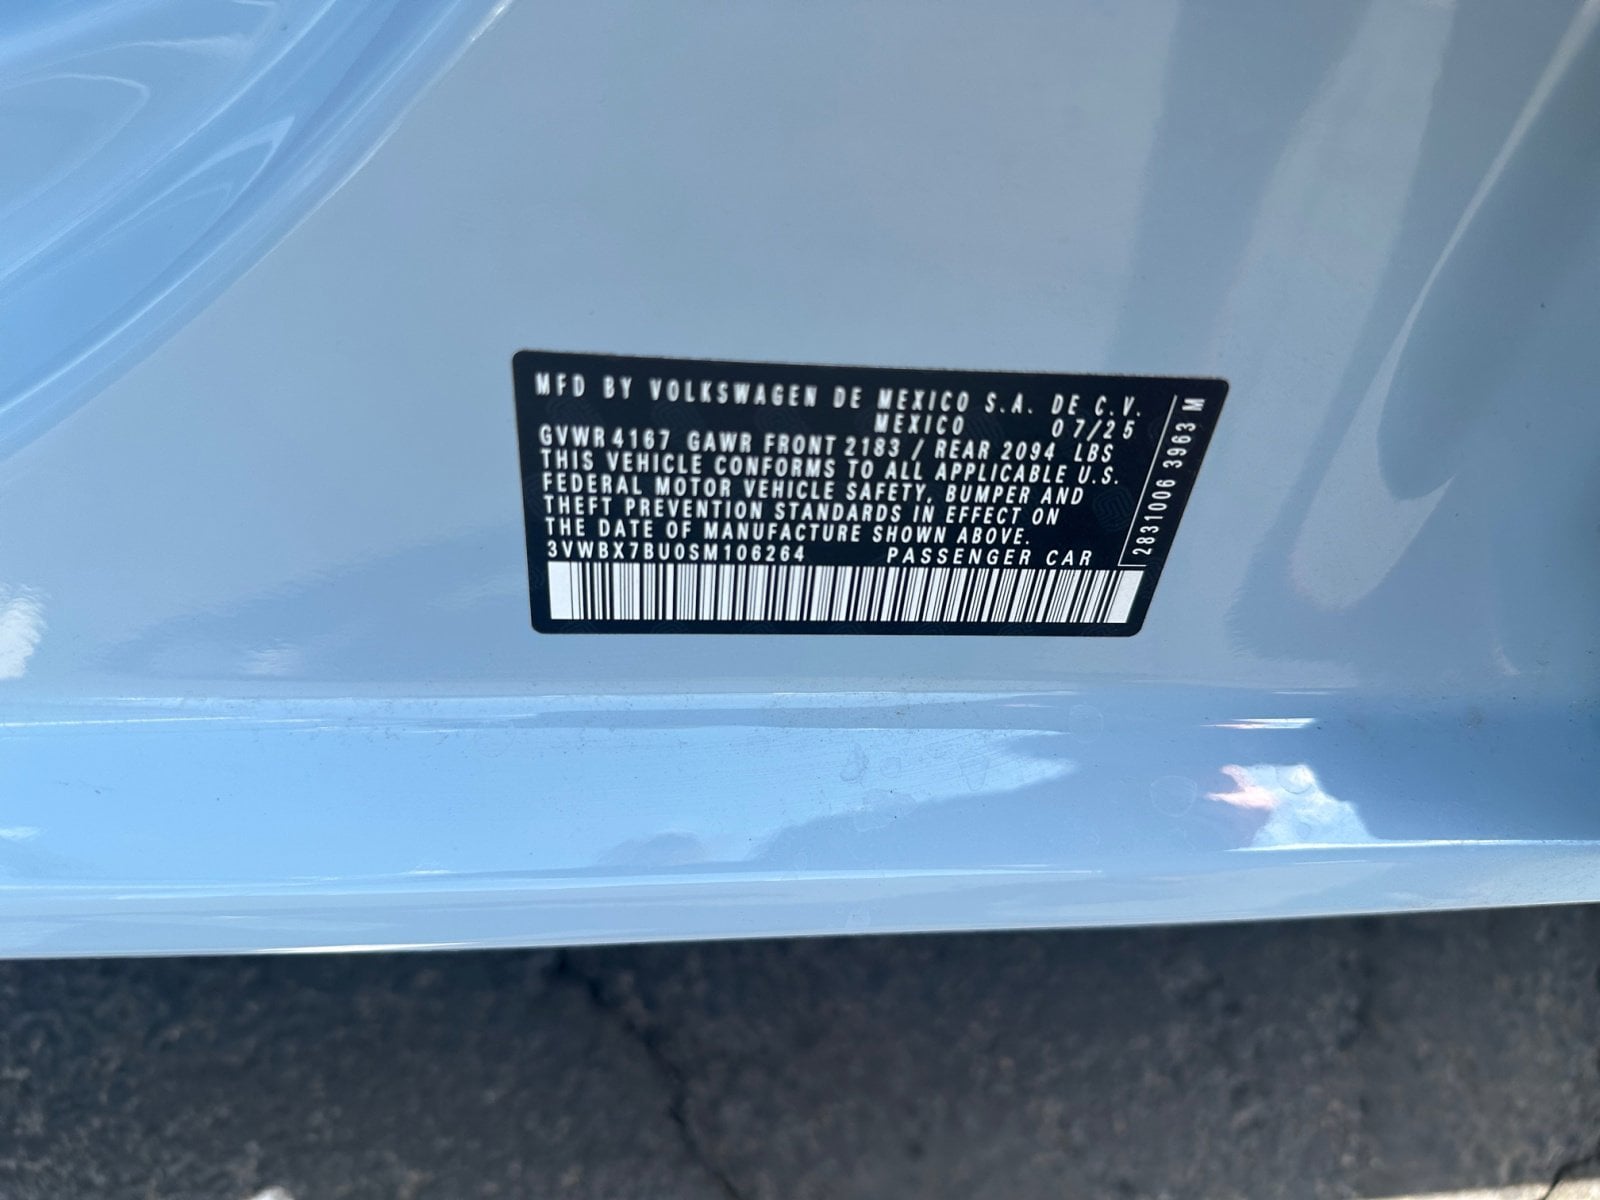 MFD BY VOLKSWAGEN DE MEXICO S.A. DE C.V.
MEXICO 07/25
GVWR 4167 GAWR FRONT 2183 / REAR 2094 LBS
THIS VEHICLE CONFORMS TO ALL APPLICABLE U.S.
FEDERAL MOTOR VEHICLE SAFETY, BUMPER AND
THEFT PREVENTION STANDARDS IN EFFECT ON
THE DATE OF MANUFACTURE SHOWN ABOVE.
3VWBX7BU0SM106264 PASSENGER CAR
2831006 3963 M